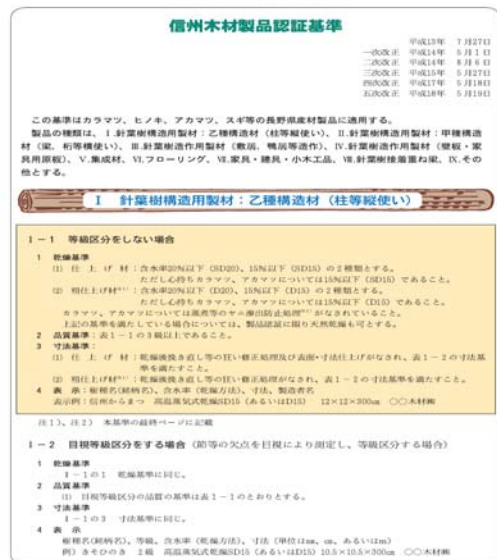 信州木材製品認証基準
平成13年 7月27日
一次改正 平成14年 5月1日
二次改正 平成14年 8月6日
三次改正 平成15年 5月27日
四次改正 平成17年 5月18日
五次改正 平成18年 5月19日
この基準はカラマツ、ヒノキ、アカマツ、スギ等の長野県産材製品に適用する。
製品の種類は、Ⅰ.針葉樹構造用製材：乙種構造材（柱等縦使い）、Ⅱ.針葉樹構造用製材：甲種構造
材（梁、桁等横使い）、Ⅲ.針葉樹造作用製材（敷居、鴨居等造作）、Ⅳ.針葉樹造作用製材（壁板・家
具用原板）、Ⅴ.集成材、Ⅵ.フローリング、Ⅶ.家具・建具・小木工品、Ⅷ.針葉樹接着重ね梁、Ⅸ.その
他とする。
Ⅰ 針葉樹構造用製材：乙種構造材（柱等縦使い）
Ⅰ－1 等級区分をしない場合
1 乾燥基準
(1) 仕上げ材：含水率20%以下（SD20）、15%以下（SD15）の2種類とする。
ただし心持ちカラマツ、アカマツについては15%以下（SD15）であること。
(2) 粗仕上げ材注1)：含水率20%以下（D20）、15%以下（D15）の2種類とする。
ただし心持ちカラマツ、アカマツについては15%以下（D15）であること。
カラマツ、アカマツについては蒸煮等のヤニ滲出防止処理注2)がなされていること。
上記の基準を満たしている場合については、製品認証に限り天然乾燥も可とする。
2 品質基準：表1－1の3級以上であること。
3 寸法基準：
(1) 仕上げ材：乾燥後挽き直し等の狂い修正処理及び表面・寸法仕上げがなされ、表1－2の寸法基
準を満たすこと。
(2) 粗仕上げ材注1)：乾燥後挽き直し等の狂い修正処理がなされ、表1－2の寸法基準を満たすこと。
4 表示：樹種名(銘柄名)、含水率（乾燥方法）、寸法、製造業者名
表示例：信州からまつ 高温蒸気式乾燥SD15（あるいはD15） 12×12×300㎝ ○○木材㈱
注1)、注2) 本基準の最終ページに記載
Ⅰ－2 目視等級区分をする場合（節等の欠点を目視により測定し、等級区分する場合）
1 乾燥基準
Ⅰ－1の1 乾燥基準に同じ。
2 品質基準
(1) 目視等級区分の品質の基準は表1－1のとおりとする。
3 寸法基準
Ⅰ－1の3 寸法基準に同じ。
4 表示
樹種名(銘柄名)、等級、含水率（乾燥方法）、寸法（単位は㎜、㎝、あるいはm）
例）きそひのき 2級 高温蒸気式乾燥SD15（あるいはD15）10.5×10.5×300㎝ ○○木材㈱